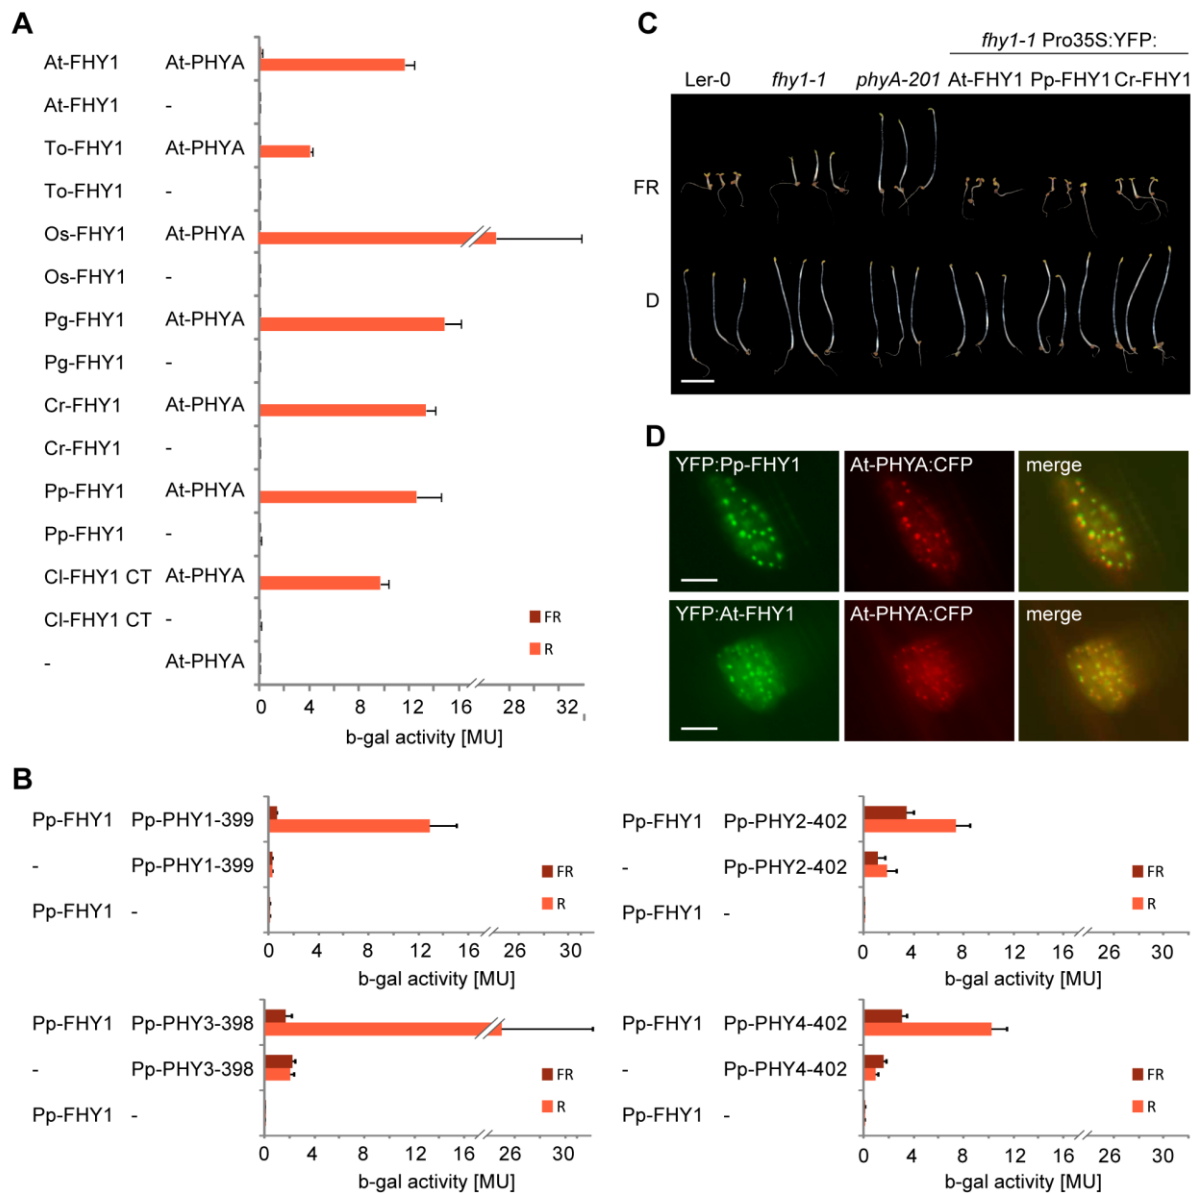 A
At-FHY1 At-PHYA
At-FHY1 -
To-FHY1 At-PHYA
To-FHY1 -
Os-FHY1 At-PHYA
Os-FHY1 -
Pg-FHY1 At-PHYA
Pg-FHY1 -
Cr-FHY1 At-PHYA
Cr-FHY1 -
Pp-FHY1 At-PHYA
Pp-FHY1 -
Cl-FHY1 CT At-PHYA
Cl-FHY1 CT -
- At-PHYA
FR
R
0 4 8 12 16 28 32
b-gal activity [MU]
C
fhy1-1 Pro35S:YFP:
Ler-0 fhy1-1 phyA-201 At-FHY1 Pp-FHY1 Cr-FHY1
FR
D
D
YFP:Pp-FHY1 At-PHYA:CFP merge
YFP:At-FHY1 At-PHYA:CFP merge
B
Pp-FHY1 Pp-PHY1-399
- Pp-PHY1-399
Pp-FHY1 -
FR
R
0 4 8 12 16 26 30
b-gal activity [MU]
Pp-FHY1 Pp-PHY2-402
- Pp-PHY2-402
Pp-FHY1 -
FR
R
0 4 8 12 16 26 30
b-gal activity [MU]
Pp-FHY1 Pp-PHY3-398
- Pp-PHY3-398
Pp-FHY1 -
FR
R
0 4 8 12 16 26 30
b-gal activity [MU]
Pp-FHY1 Pp-PHY4-402
- Pp-PHY4-402
Pp-FHY1 -
FR
R
0 4 8 12 16 26 30
b-gal activity [MU]